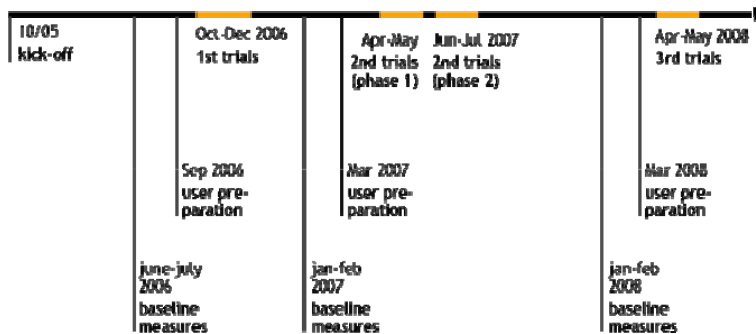 10/05
kick-off
Oct-Dec 2006
1st trials
Apr-May
2nd trials
(phase 1)
Jun-Jul 2007
2nd trials
(phase 2)
Apr-May 2008
3rd trials
Sep 2006
user pre-
paration
Mar 2007
user pre-
paration
Mar 2008
user pre-
paration
june-july
2006
baseline
measures
jan-feb
2007
baseline
measures
jan-feb
2008
baseline
measures